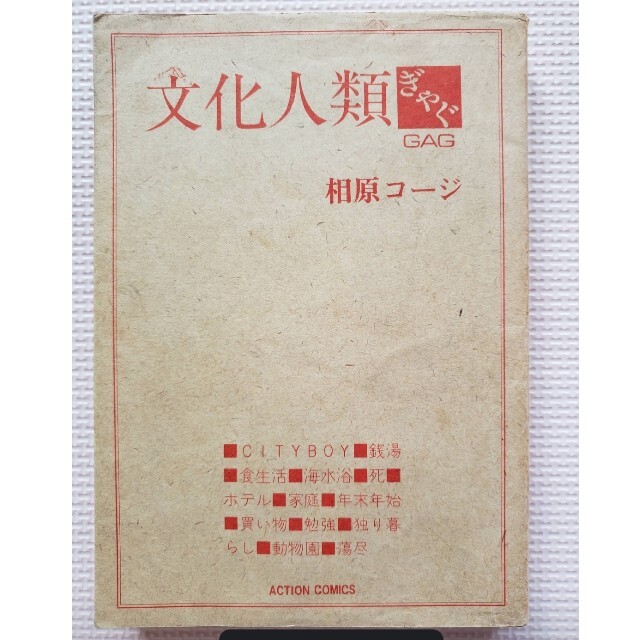 文化人類ぎゃぐ
GAG
相原コージ
■CITYBOY■銭湯
■食生活■海水浴■死■
ホテル■家庭■年末年始
■買い物■勉強■独り暮
らし■動物園■蕩尽
ACTION COMICS